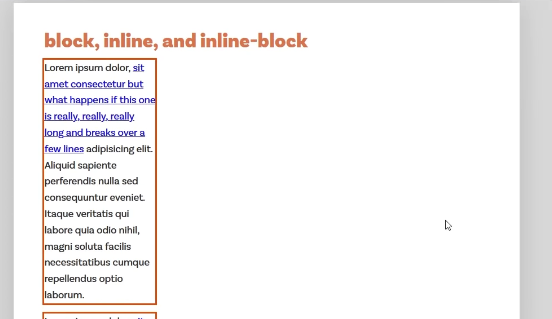 block, inline, and inline-block
Lorem ipsum dolor, sit
amet consectetur but
what happens if this one
is really, really, really
long and breaks over a
few lines adipisicing elit.
Aliquid sapiente
perferendis nulla sed
consequuntur eveniet.
Itaque veritatis qui
labore quia odio nihil,
magni soluta facilis
necessitatibus cumque
repellendus optio
laborum.